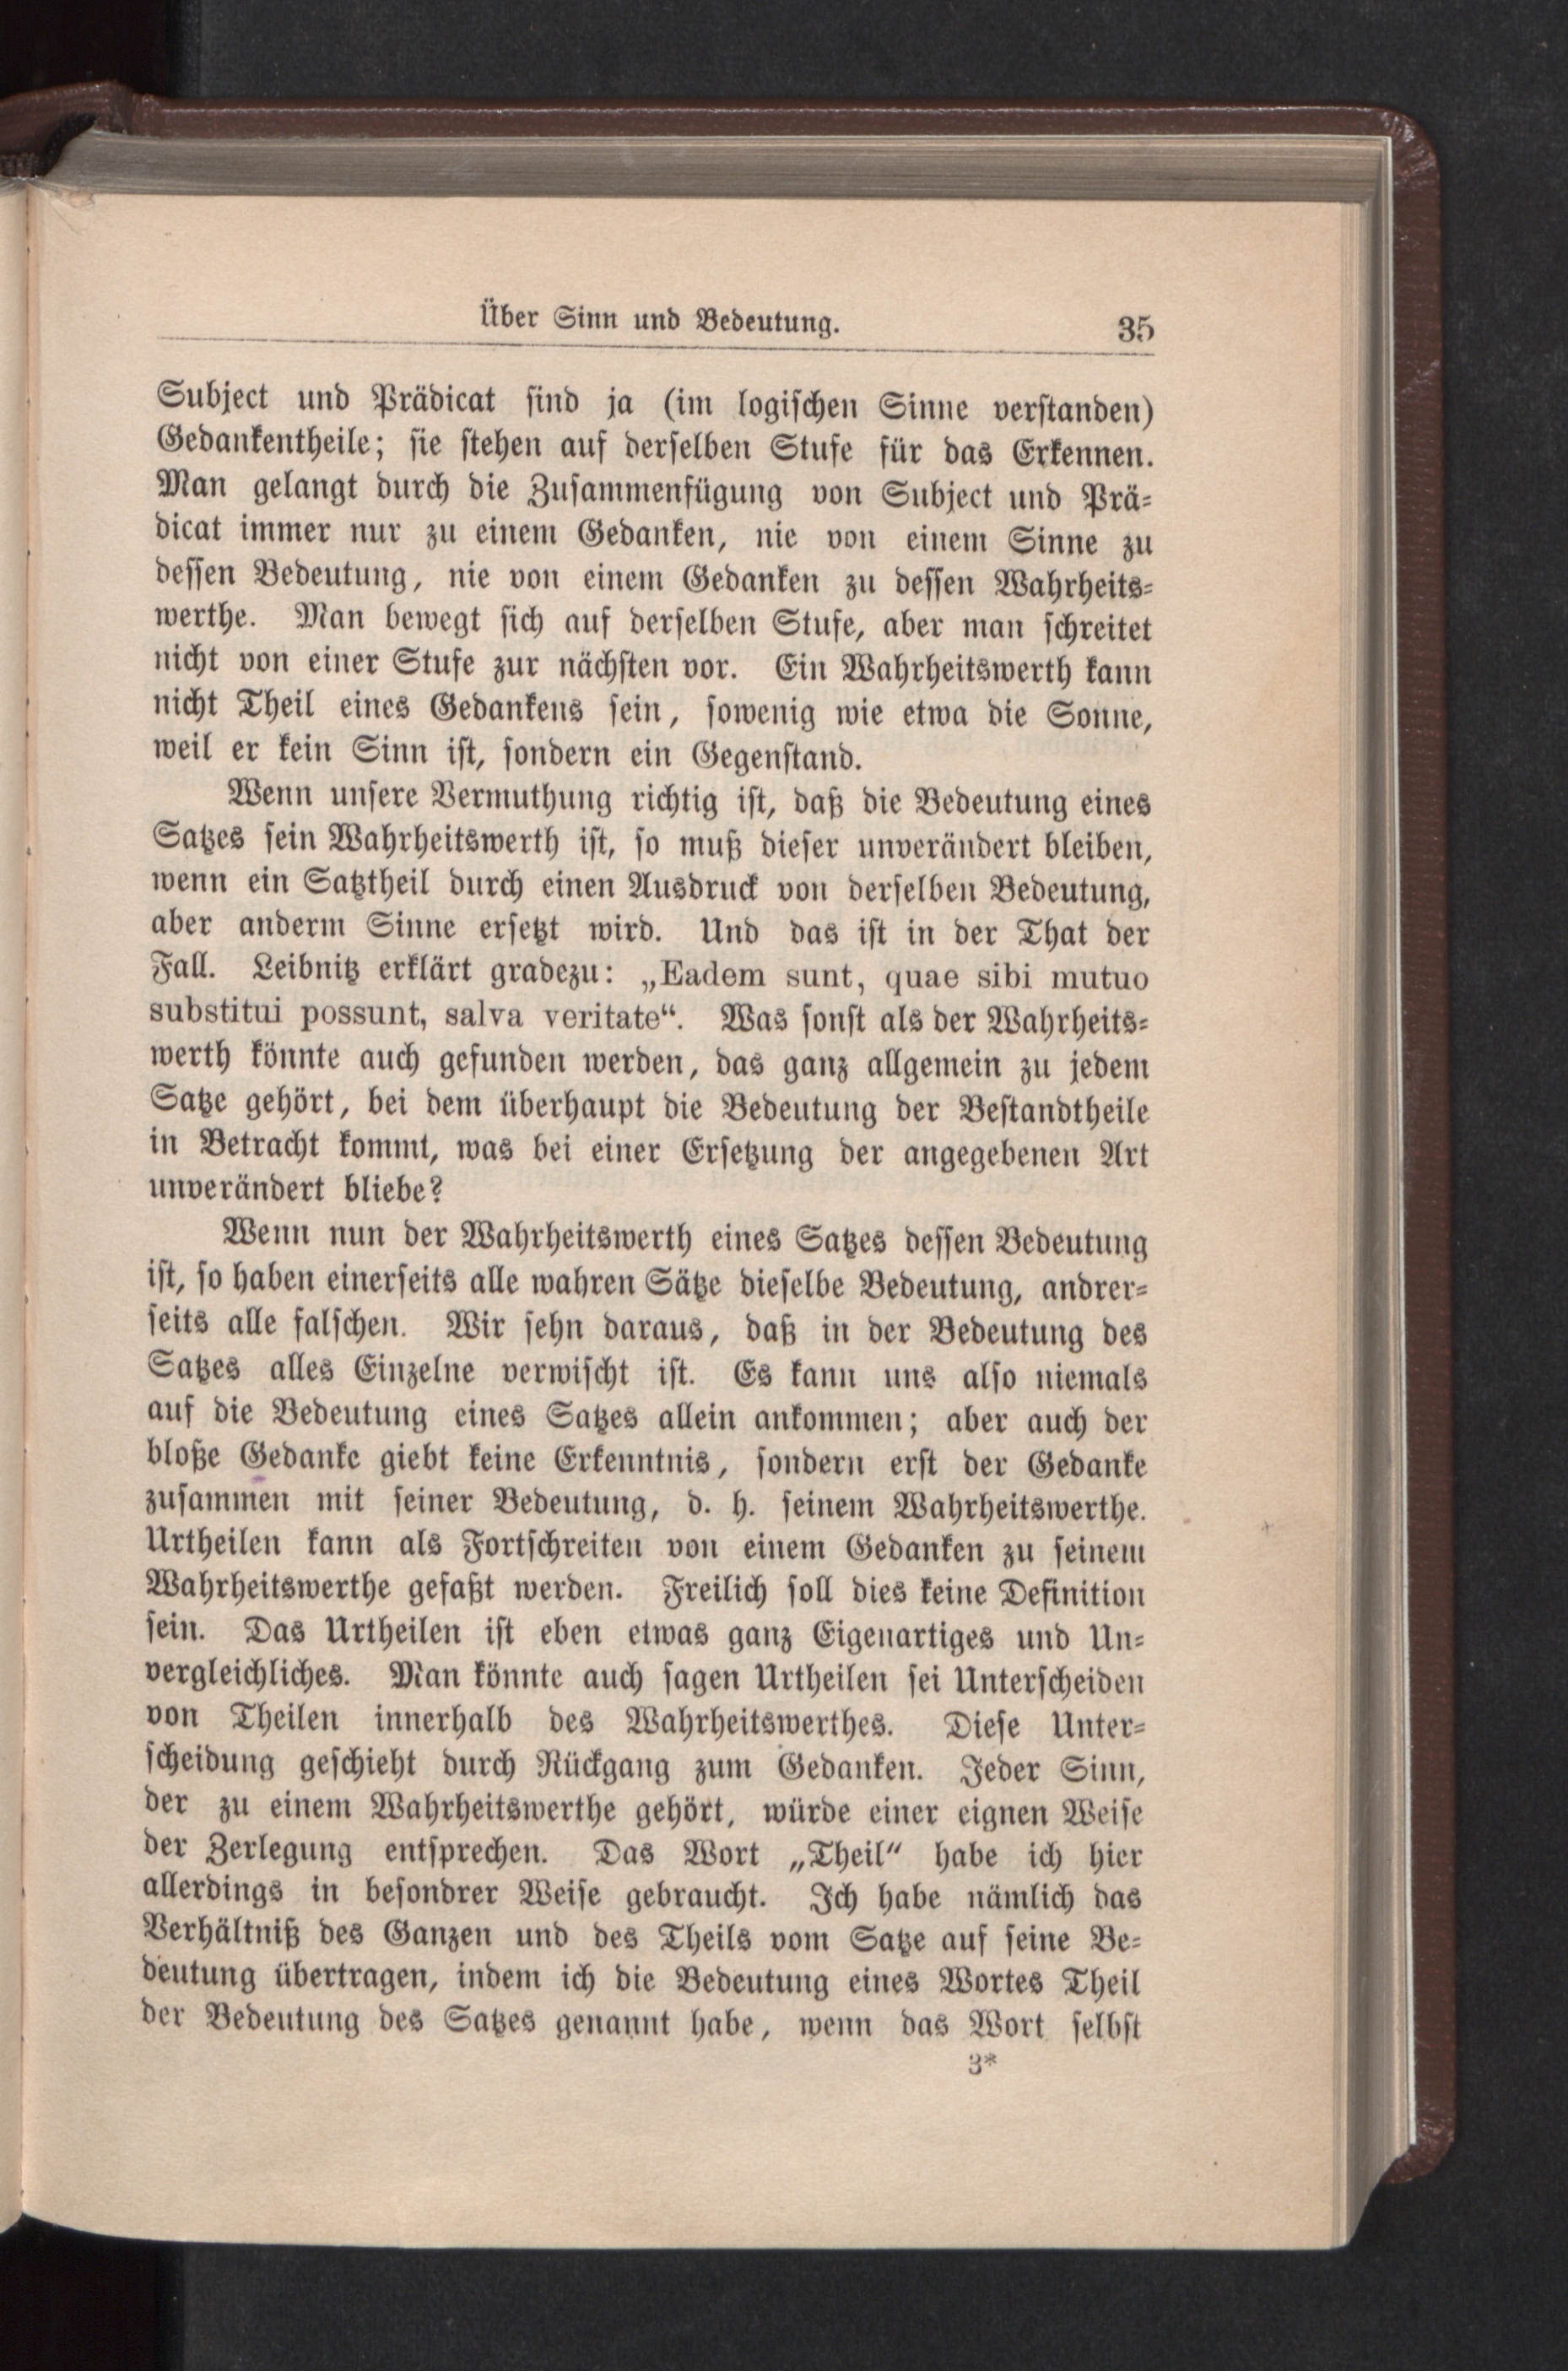 Über Sinn und Bedeutung. 35
Subject und Prädicat sind ja (im logischen Sinne verstanden)
Gedankentheile; sie stehen auf derselben Stufe für das Erkennen.
Man gelangt durch die Zusammenfügung von Subject und Prä-
dicat immer nur zu einem Gedanken, nie von einem Sinne zu
dessen Bedeutung, nie von einem Gedanken zu dessen Wahrheits-
werthe. Man bewegt sich auf derselben Stufe, aber man schreitet
nicht von einer Stufe zur nächsten vor. Ein Wahrheitswerth kann
nicht Theil eines Gedankens sein, sowenig wie etwa die Sonne,
weil er kein Sinn ist, sondern ein Gegenstand.
Wenn unsere Vermuthung richtig ist, daß die Bedeutung eines
Satzes sein Wahrheitswerth ist, so muß dieser unverändert bleiben,
wenn ein Satztheil durch einen Ausdruck von derselben Bedeutung,
aber anderm Sinne ersetzt wird. Und das ist in der That der
Fall. Leibnitz erklärt gradezu: „Eadem sunt, quae sibi mutuo
substitui possunt, salva veritate“. Was sonst als der Wahrheits-
werth könnte auch gefunden werden, das ganz allgemein zu jedem
Satze gehört, bei dem überhaupt die Bedeutung der Bestandtheile
in Betracht kommt, was bei einer Ersetzung der angegebenen Art
unverändert bliebe?
Wenn nun der Wahrheitswerth eines Satzes dessen Bedeutung
ist, so haben einerseits alle wahren Sätze dieselbe Bedeutung, andrer-
seits alle falschen. Wir sehn daraus, daß in der Bedeutung des
Satzes alles Einzelne verwischt ist. Es kann uns also niemals
auf die Bedeutung eines Satzes allein ankommen; aber auch der
bloße Gedanke giebt keine Erkenntnis, sondern erst der Gedanke
zusammen mit seiner Bedeutung, d. h. seinem Wahrheitswerthe.
Urtheilen kann als Fortschreiten von einem Gedanken zu seinem
Wahrheitswerthe gefaßt werden. Freilich soll dies keine Definition
sein. Das Urtheilen ist eben etwas ganz Eigenartiges und Un-
vergleichliches. Man könnte auch sagen Urtheilen sei Unterscheiden
von Theilen innerhalb des Wahrheitswerthes. Diese Unter-
scheidung geschieht durch Rückgang zum Gedanken. Jeder Sinn,
der zu einem Wahrheitswerthe gehört, würde einer eignen Weise
der Zerlegung entsprechen. Das Wort „Theil“ habe ich hier
allerdings in besondrer Weise gebraucht. Ich habe nämlich das
Verhältniß des Ganzen und des Theils vom Satze auf seine Be-
deutung übertragen, indem ich die Bedeutung eines Wortes Theil
der Bedeutung des Satzes genannt habe, wenn das Wort selbst
3*